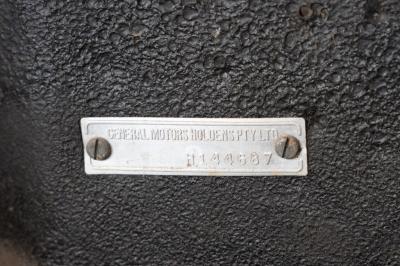 GENERAL MOTORS HOLDENS PTY LTD
H144687